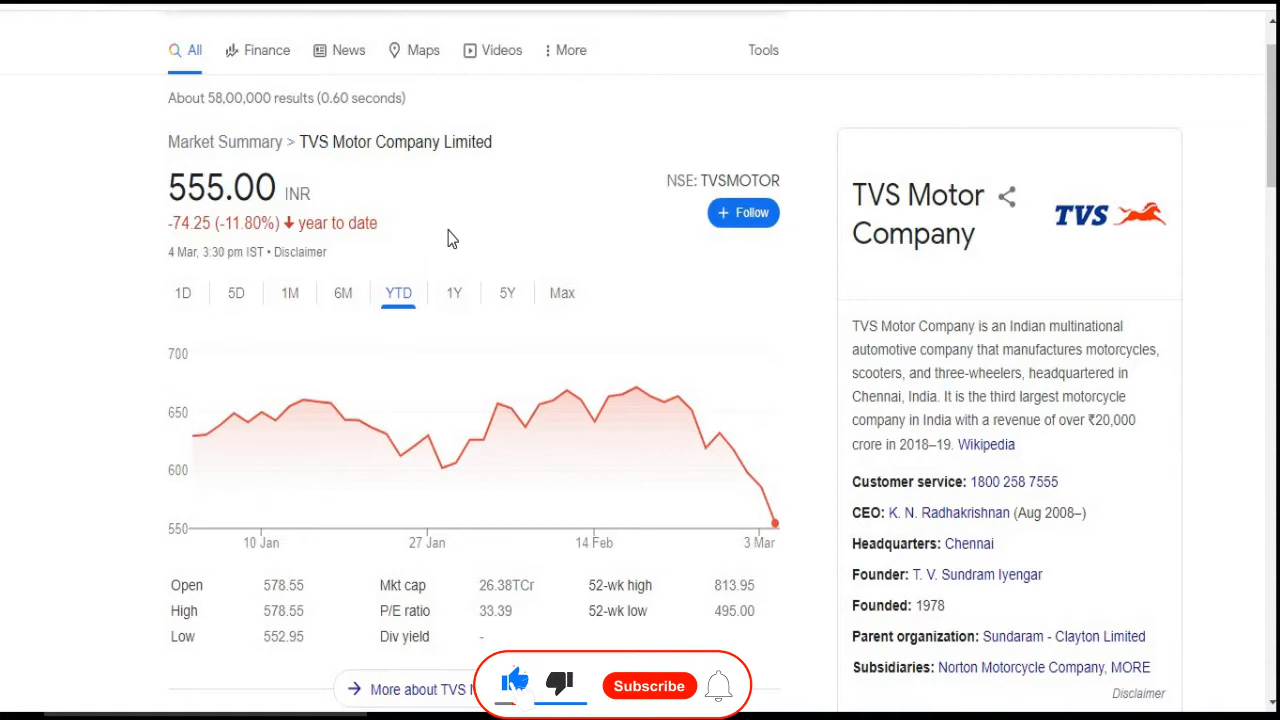 All Finance News Maps Videos More Tools
About 58,00,000 results (0.60 seconds)
Market Summary > TVS Motor Company Limited
555.00 INR
NSE: TVSMOTOR
+ Follow
-74.25 (-11.80%) year to date
4 Mar, 3:30 pm IST • Disclaimer
1D 5D 1M 6M YTD 1Y 5Y Max
700
650
600
550
10 Jan 27 Jan 14 Feb 3 Mar
Open 578.55 Mkt cap 26.38TCr 52-wk high 813.95
High 578.55 P/E ratio 33.39 52-wk low 495.00
Low 552.95 Div yield -
More about TVS
Subscribe
TVS Motor
Company
TVS
TVS Motor Company is an Indian multinational
automotive company that manufactures motorcycles,
scooters, and three-wheelers, headquartered in
Chennai, India. It is the third largest motorcycle
company in India with a revenue of over ₹20,000
crore in 2018–19. Wikipedia
Customer service: 1800 258 7555
CEO: K. N. Radhakrishnan (Aug 2008–)
Headquarters: Chennai
Founder: T. V. Sundram Iyengar
Founded: 1978
Parent organization: Sundaram - Clayton Limited
Subsidiaries: Norton Motorcycle Company, MORE
Disclaimer